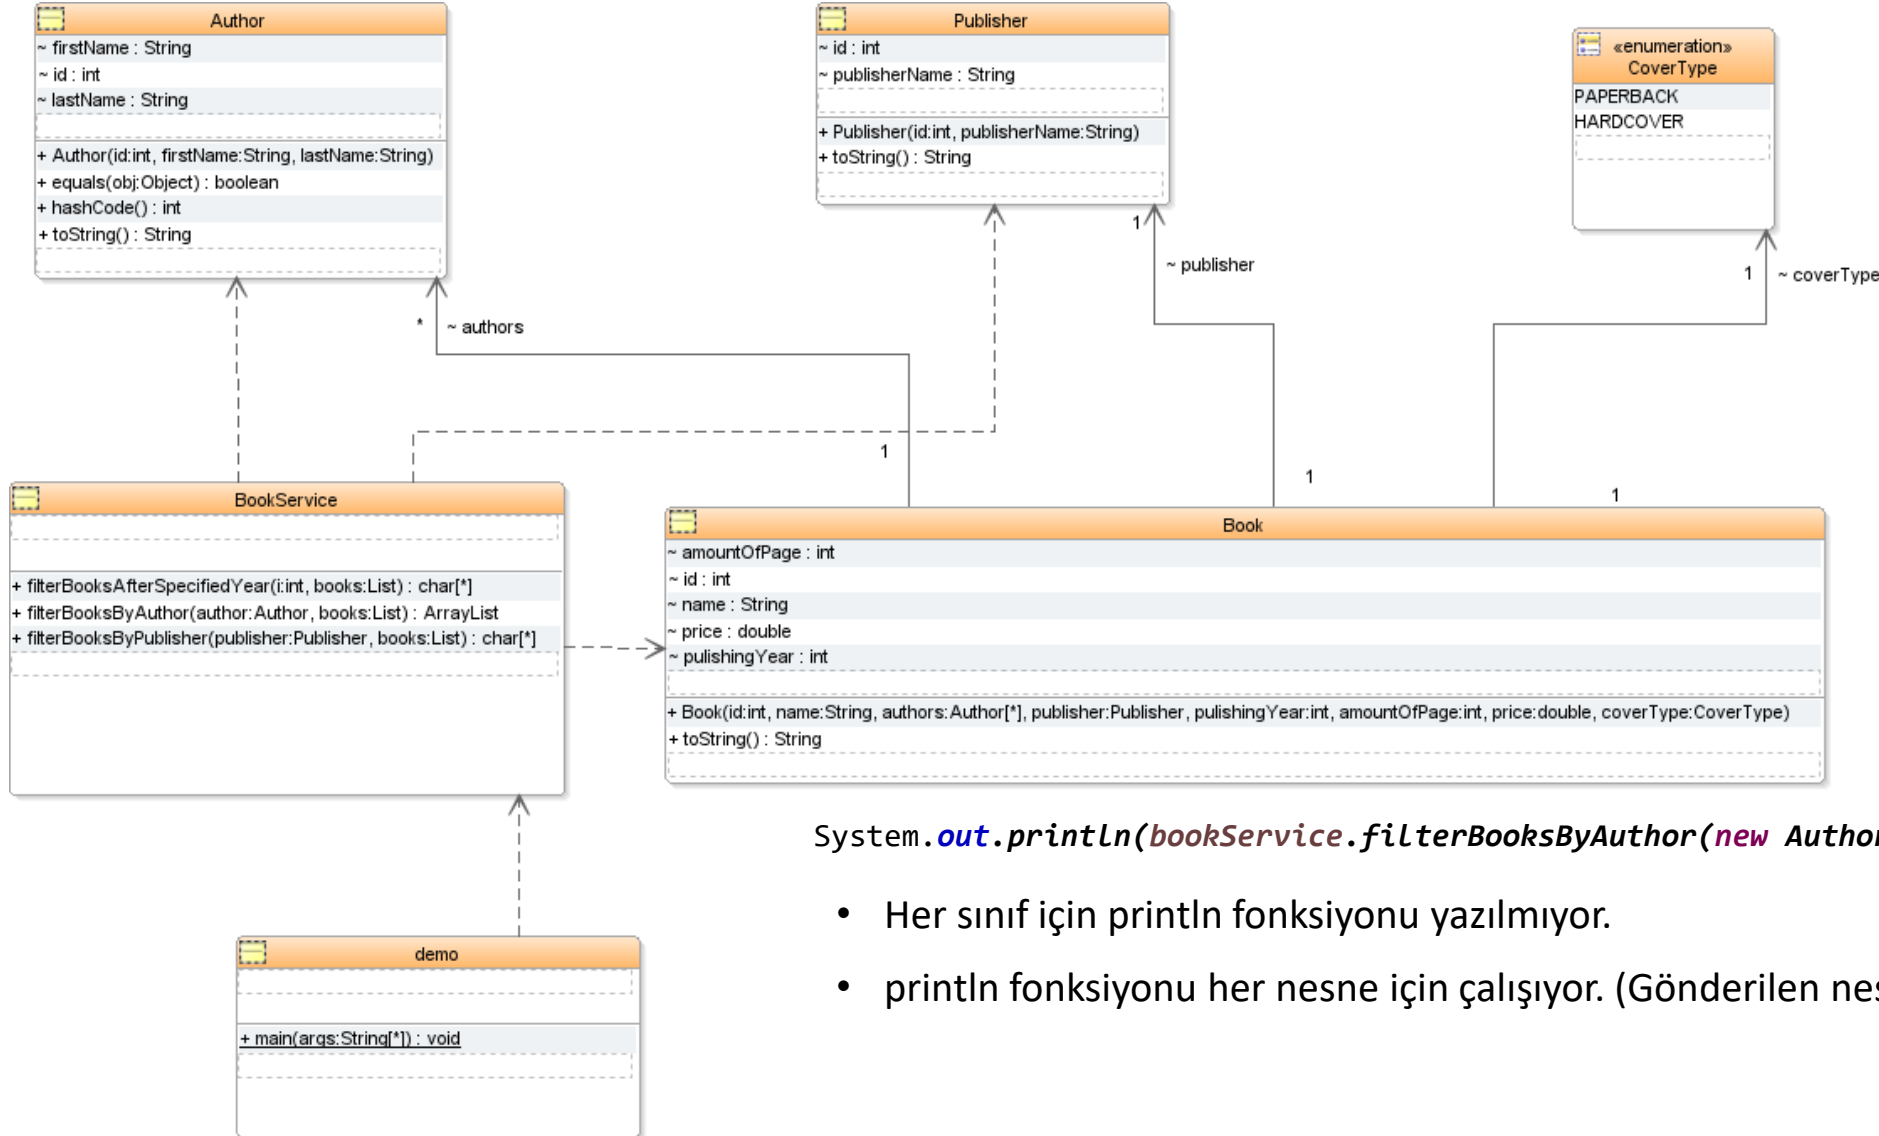 Author
~ firstName : String
~ id : int
~ lastName : String
+ Author(id:int, firstName:String, lastName:String)
+ equals(obj:Object) : boolean
+ hashCode() : int
+ toString() : String
Publisher
~ id : int
~ publisherName : String
+ Publisher(id:int, publisherName:String)
+ toString() : String
«enumeration»
CoverType
PAPERBACK
HARDCOVER
1
~ publisher
1
~ coverType
*
~ authors
1
1
1
BookService
+ filterBooksAfterSpecifiedYear(i:int, books:List) : char[*]
+ filterBooksByAuthor(author:Author, books:List) : ArrayList
+ filterBooksByPublisher(publisher:Publisher, books:List) : char[*]
Book
~ amountOfPage : int
~ id : int
~ name : String
~ price : double
~ pulishingYear : int
+ Book(id:int, name:String, authors:Author[*], publisher:Publisher, pulishingYear:int, amountOfPage:int, price:double, coverType:CoverType)
+ toString() : String
System.out.println(bookService.filterBooksByAuthor(new Author
• Her sınıf için println fonksiyonu yazılmıyor.
• println fonksiyonu her nesne için çalışıyor. (Gönderilen
demo
+ main(args:String[*]) : void